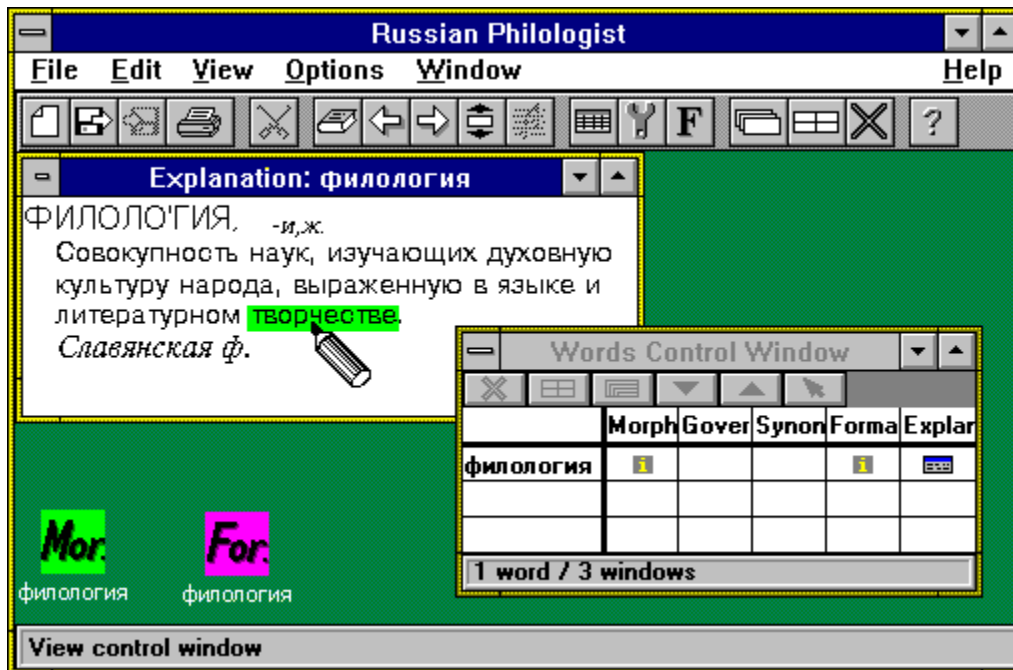 Russian Philologist
File Edit View Options Window Help
F ?
Explanation: филология
ФИЛОЛО'ГИЯ, -и,ж.
Совокупность наук, изучающих духовную
культуру народа, выраженную в языке и
литературном творчестве.
Славянская ф.
Words Control Window
Morph Gover Synon Forma Explan
филология i i
1 word / 3 windows
Mor. For.
филология филология
View control window